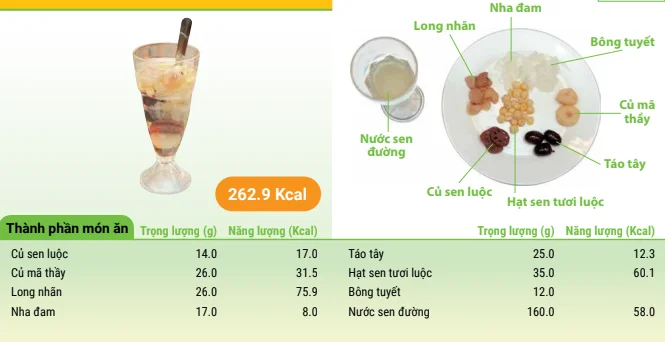 Nha đam
Long nhãn
Bông tuyết
Củ mã
thầy
Nước sen
đường
Táo tây
Củ sen luộc
Hạt sen tươi luộc
262.9 Kcal
Thành phần món ăn Trọng lượng (g) Năng lượng (Kcal) Trọng lượng (g) Năng lượng (Kcal)
Củ sen luộc 14.0 17.0 Táo tây 25.0 12.3
Củ mã thầy 26.0 31.5 Hạt sen tươi luộc 35.0 60.1
Long nhãn 26.0 75.9 Bông tuyết 12.0
Nha đam 17.0 8.0 Nước sen đường 160.0 58.0